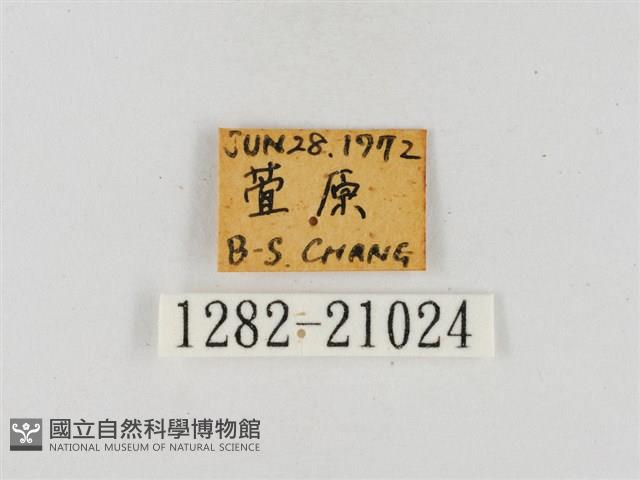 JUN 28. 1972
萱原
B-S. CHANG
1282-21024
國立自然科學博物館
NATIONAL MUSEUM OF NATURAL SCIENCE